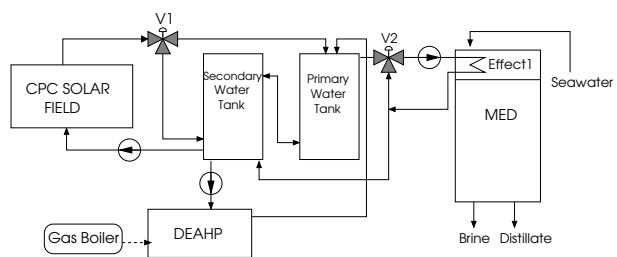 V1
V2
CPC SOLAR
FIELD
Secondary
Water
Tank
Primary
Water
Tank
Effect1
Seawater
MED
Gas Boiler
DEAHP
Brine
Distillate